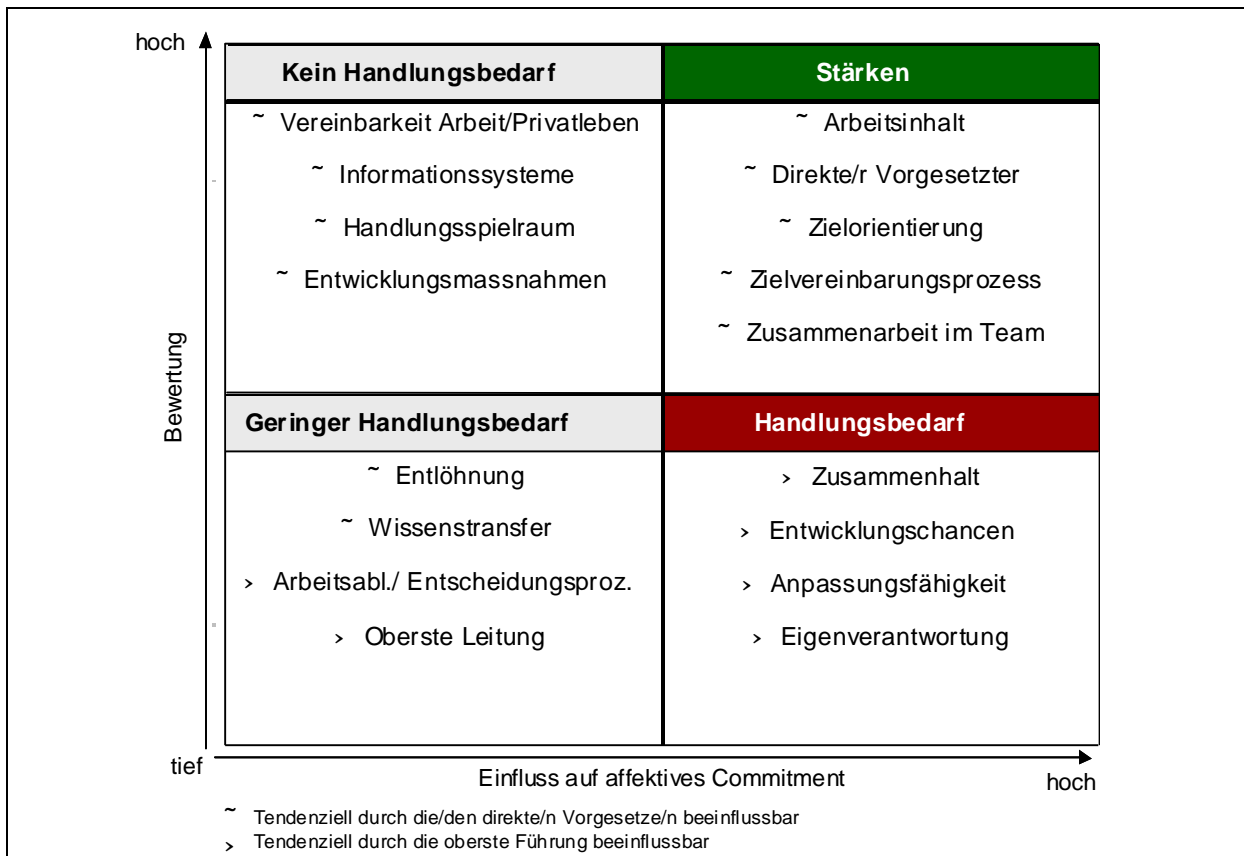 hoch
Kein Handlungsbedarf
~ Vereinbarkeit Arbeit/Privatleben
~ Informationssysteme
~ Handlungsspielraum
~ Entwicklungsmassnahmen
Stärken
~ Arbeitsinhalt
~ Direkte/r Vorgesetzter
~ Zielorientierung
~ Zielvereinbarungsprozess
~ Zusammenarbeit im Team
Bewertung
Geringer Handlungsbedarf
~ Entlöhnung
~ Wissenstransfer
> Arbeitsabl./ Entscheidungsproz.
> Oberste Leitung
Handlungsbedarf
> Zusammenhalt
> Entwicklungschancen
> Anpassungsfähigkeit
> Eigenverantwortung
tief
Einfluss auf affektives Commitment
hoch
~ Tendenziell durch die/den direkte/n Vorgesetze/n beeinflussbar
> Tendenziell durch die oberste Führung beeinflussbar